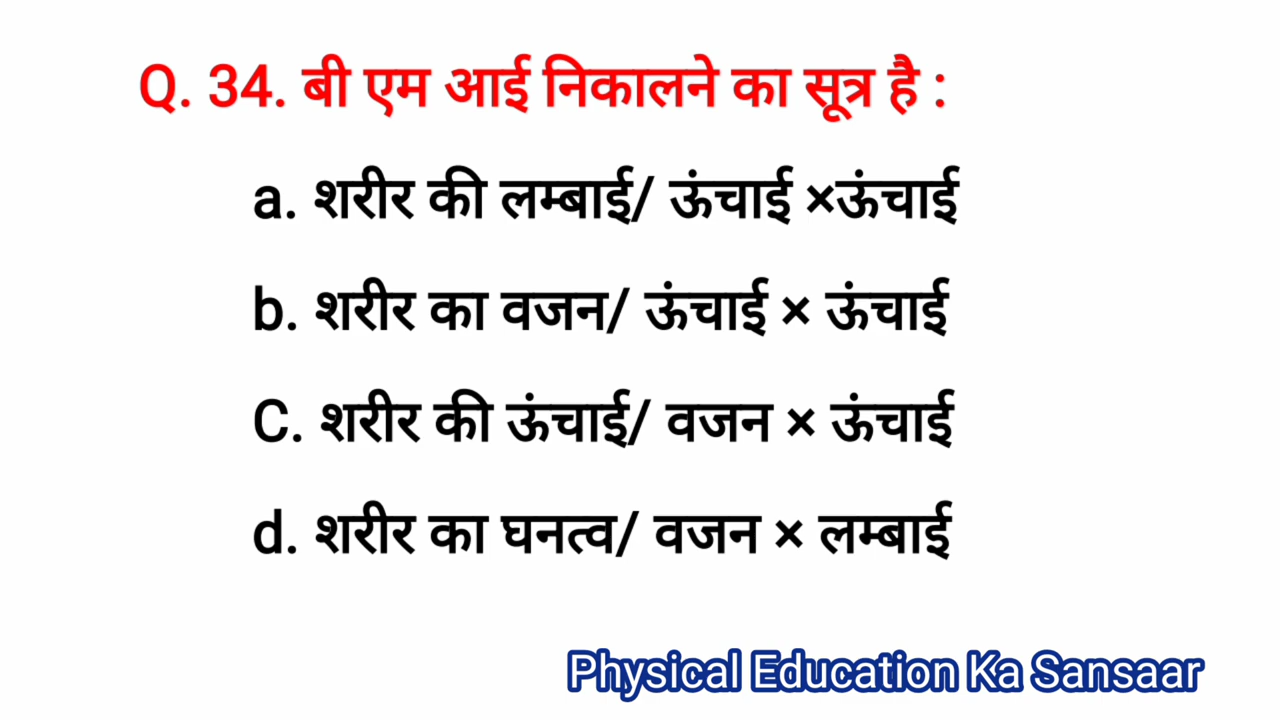 Q. 34. बी एम आई निकालने का सूत्र है :
a. शरीर की लम्बाई/ ऊंचाई ×ऊंचाई
b. शरीर का वजन/ ऊंचाई × ऊंचाई
C. शरीर की ऊंचाई/ वजन × ऊंचाई
d. शरीर का घनत्व/ वजन × लम्बाई
Physical Education Ka Sansaar